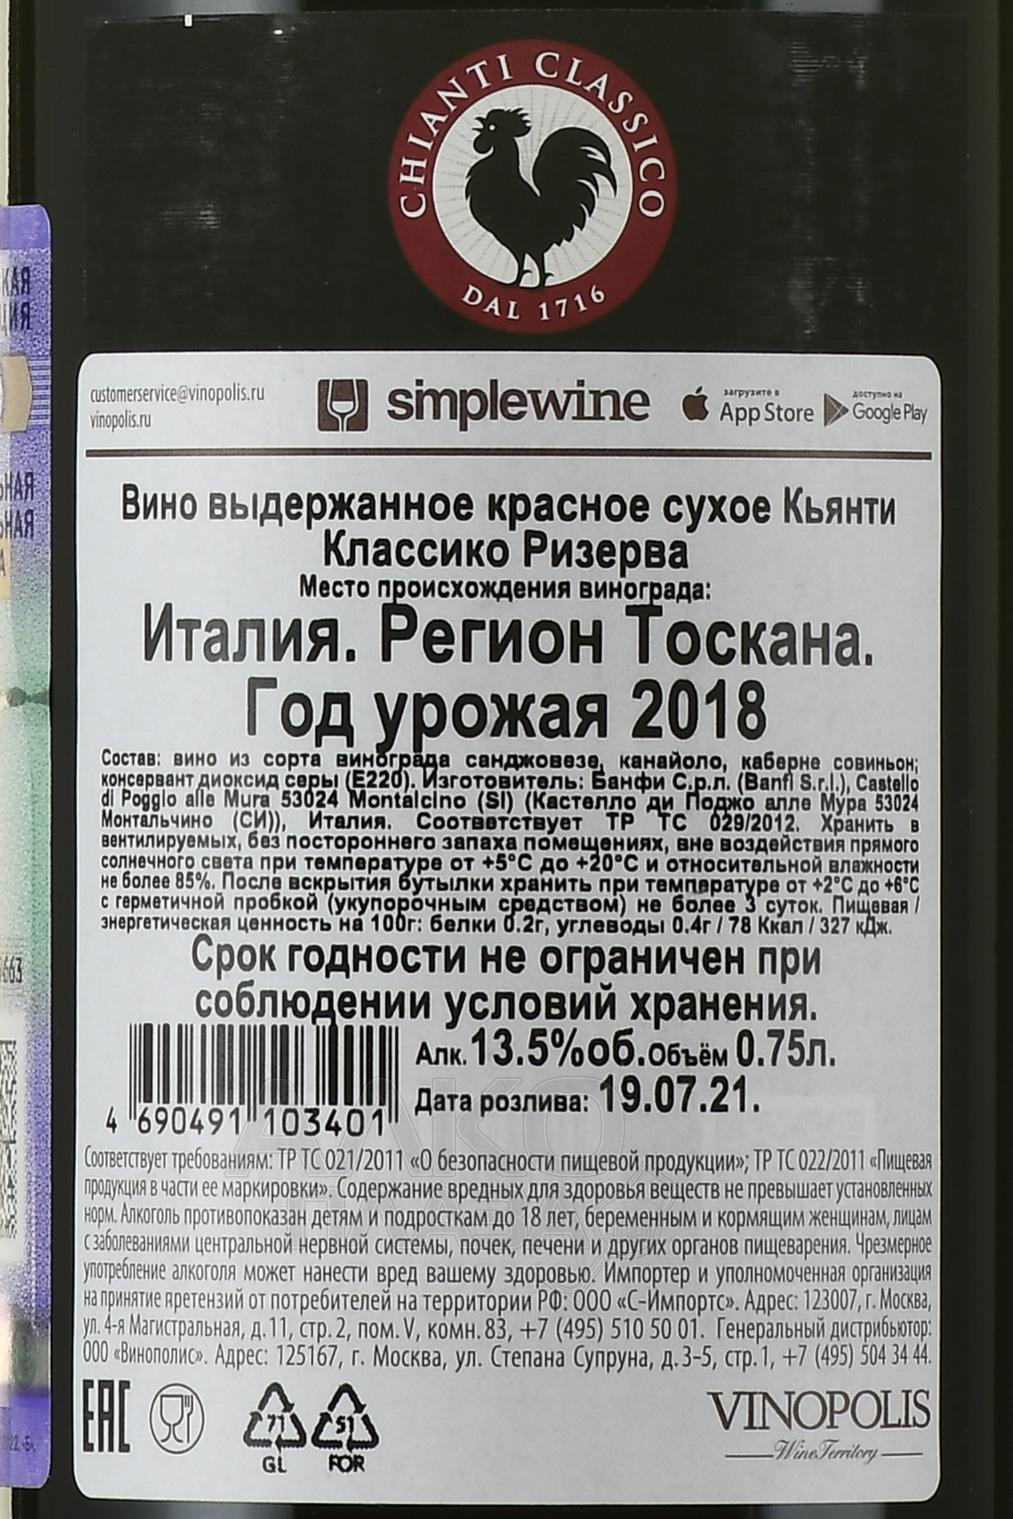 CHIANTI CLASSICO
DAL 1716
customerservice@vinopolis.ru
vinopolis.ru
simplewine
загрузите в
App Store
доступно на
Google Play
Вино выдержанное красное сухое Кьянти
Классико Ризерва
Место происхождения винограда:
Италия. Регион Тоскана.
Год урожая 2018
Состав: вино из сорта винограда санджовезе, канайоло, каберне совиньон;
консервант диоксид серы (E220). Изготовитель: Банфи С.р.л. (Banfi S.r.l.), Castello
di Poggio alle Mura 53024 Montalcino (SI) (Кастелло ди Поджо алле Мура 53024
Монтальчино (СИ)), Италия. Соответствует ТР ТС 029/2012. Хранить в
вентилируемых, без постороннего запаха помещениях, вне воздействия прямого
солнечного света при температуре от +5°C до +20°C и относительной влажности
не более 85%. После вскрытия бутылки хранить при температуре от +2°C до +6°C
с герметичной пробкой (укупорочным средством) не более 3 суток. Пищевая /
энергетическая ценность на 100г: белки 0.2г, углеводы 0.4г / 78 Ккал / 327 кДж.
Срок годности не ограничен при
соблюдении условий хранения.
Алк. 13.5%об. Объём 0.75л.
Дата розлива: 19.07.21.
4 690491 103401
Соответствует требованиям: ТР ТС 021/2011 «О безопасности пищевой продукции»; ТР ТС 022/2011 «Пищевая
продукция в части ее маркировки». Содержание вредных для здоровья веществ не превышает установленных
норм. Алкоголь противопоказан детям и подросткам до 18 лет, беременным и кормящим женщинам, лицам
с заболеваниями центральной нервной системы, почек, печени и других органов пищеварения. Чрезмерное
употребление алкоголя может нанести вред вашему здоровью. Импортер и уполномоченная организация
на принятие претензий от потребителей на территории РФ: ООО «С-Импортс». Адрес: 123007, г. Москва,
ул. 4-я Магистральная, д. 11, стр. 2, пом. V, комн. 83, +7 (495) 510 50 01. Генеральный дистрибьютор:
ООО «Винополис». Адрес: 125167, г. Москва, ул. Степана Супруна, д. 3-5, стр. 1, +7 (495) 504 34 44.
EAC
71
GL
51
FOR
VINOPOLIS
Wine Territory
КАЯ
ЦИЯ
ЬНАЯ
ЬНАЯ
А
663